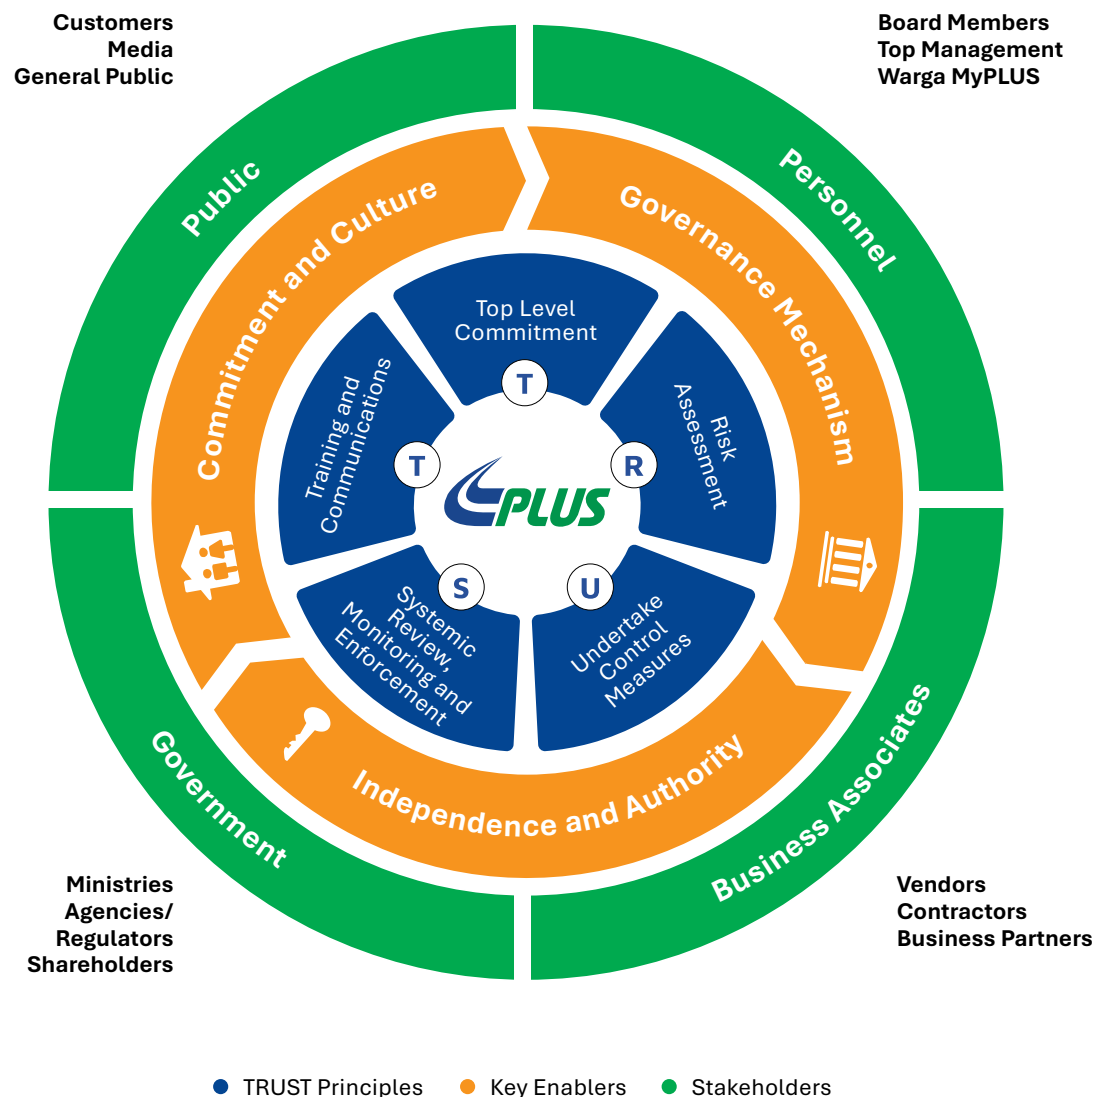 Customers
Media
General Public
Board Members
Top Management
Warga MyPLUS
Public
Personnel
Commitment and Culture
Governance Mechanism
Top Level
Commitment
T
Training and
Communications
T
Risk
Assessment
R
PLUS
S
Systemic
Review,
Monitoring and
Enforcement
U
Undertake
Control
Measures
Independence and Authority
Government
Business Associates
Ministries
Agencies/
Regulators
Shareholders
Vendors
Contractors
Business Partners
TRUST Principles
Key Enablers
Stakeholders